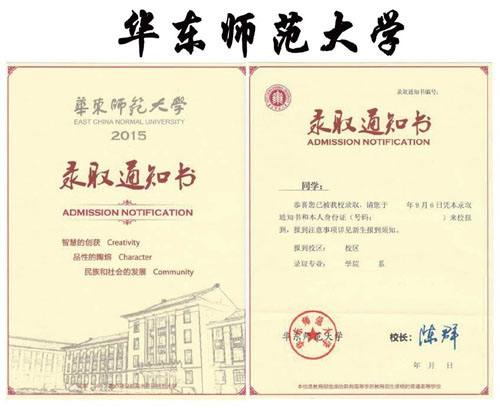 华东师范大学
華東師範大學
EAST CHINA NORMAL UNIVERSITY
2015
录取通知书
ADMISSION NOTIFICATION
智慧的创获 Creativity
品性的陶熔 Character
民族和社会的发展 Community
录取通知书编号:
录取通知书
ADMISSION NOTIFICATION
同学:
恭喜您已被我校录取,请您于 年9月6日凭本录取
通知书和本人身份证(号码: )来校报
到,报到注意事项详见新生报到须知。
报到校区: 校区
录取专业: 学院 系
华东师范大学
校长: 陈群
年 月 日